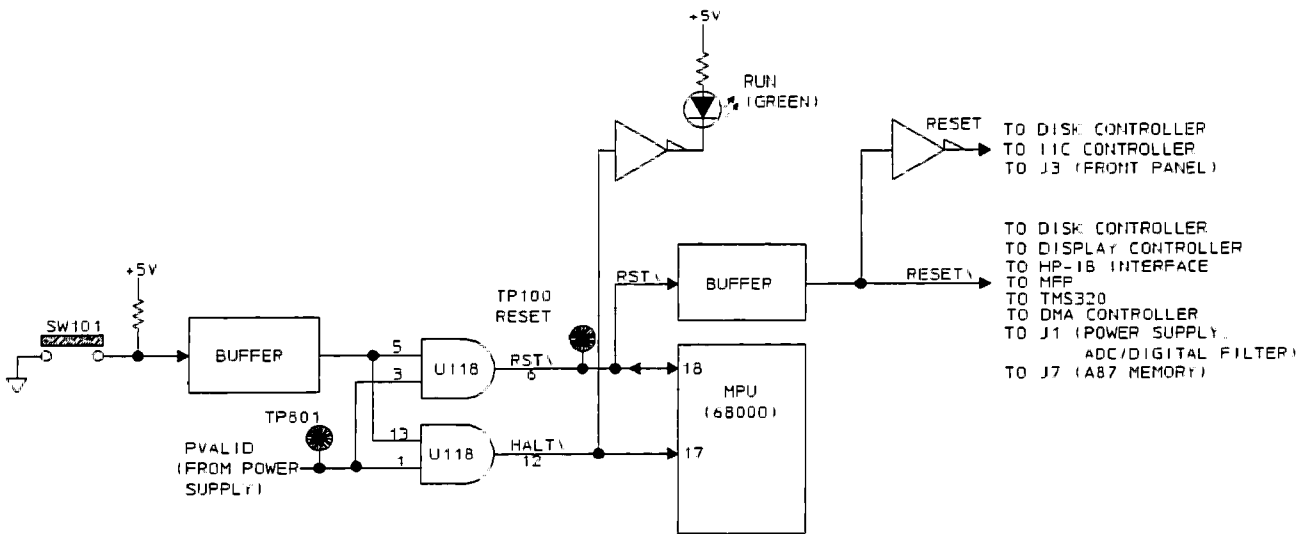 +5V
RUN
(GREEN)
RESET
TO DISK CONTROLLER
TO IIC CONTROLLER
TO J3 (FRONT PANEL)
TO DISK CONTROLLER
TO DISPLAY CONTROLLER
TO HP-IB INTERFACE
TO MFP
TO TMS320
TO DMA CONTROLLER
TO J1 (POWER SUPPLY,
ADC/DIGITAL FILTER)
TO J7 (A87 MEMORY)
RST\
BUFFER
RESET\
+5V
TP100
RESET
SW101
BUFFER
5
3
U118
RST\
6
18
MPU
(68000)
TP801
13
1
U118
HALT\
12
17
PVALID
(FROM POWER
SUPPLY)